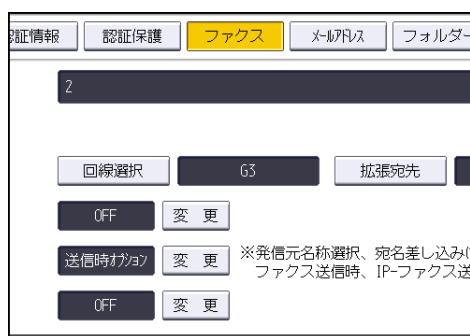 証情報 認証保護 ファクス メールアドレス フォルダー
2
回線選択 G3 拡張宛先
OFF 変更
送信時オプション 変更 ※発信元名称選択、宛名差し込み
ファクス送信時、IP-ファクス送
OFF 変更